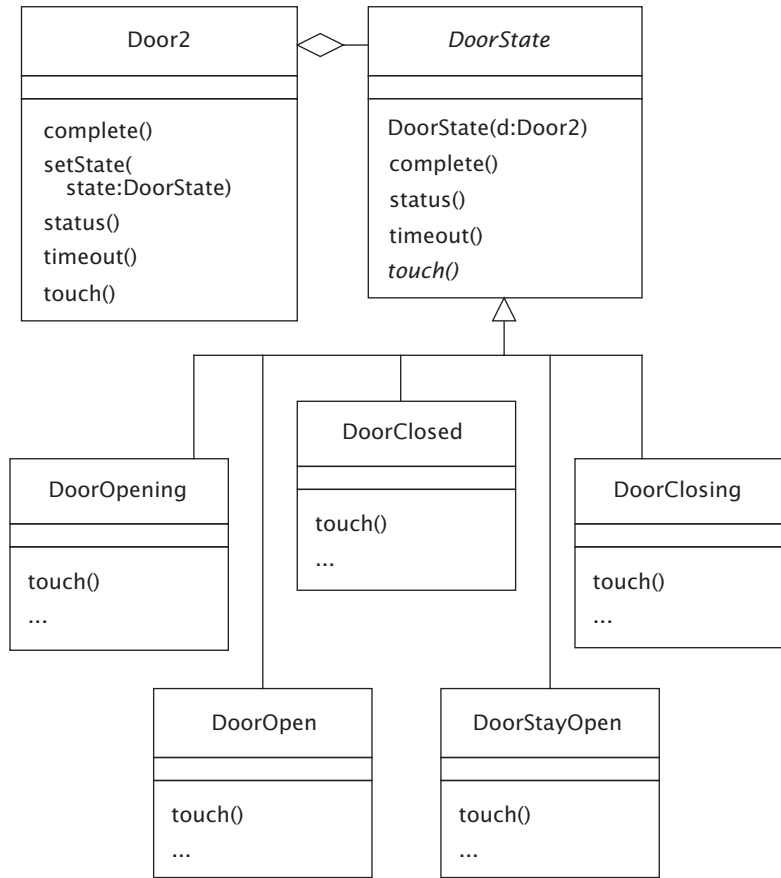 Door2
complete()
setState(
state:DoorState)
status()
timeout()
touch()
DoorState
DoorState(d:Door2)
complete()
status()
timeout()
touch()
DoorClosed
touch()
...
DoorOpening
touch()
...
DoorClosing
touch()
...
DoorOpen
touch()
...
DoorStayOpen
touch()
...